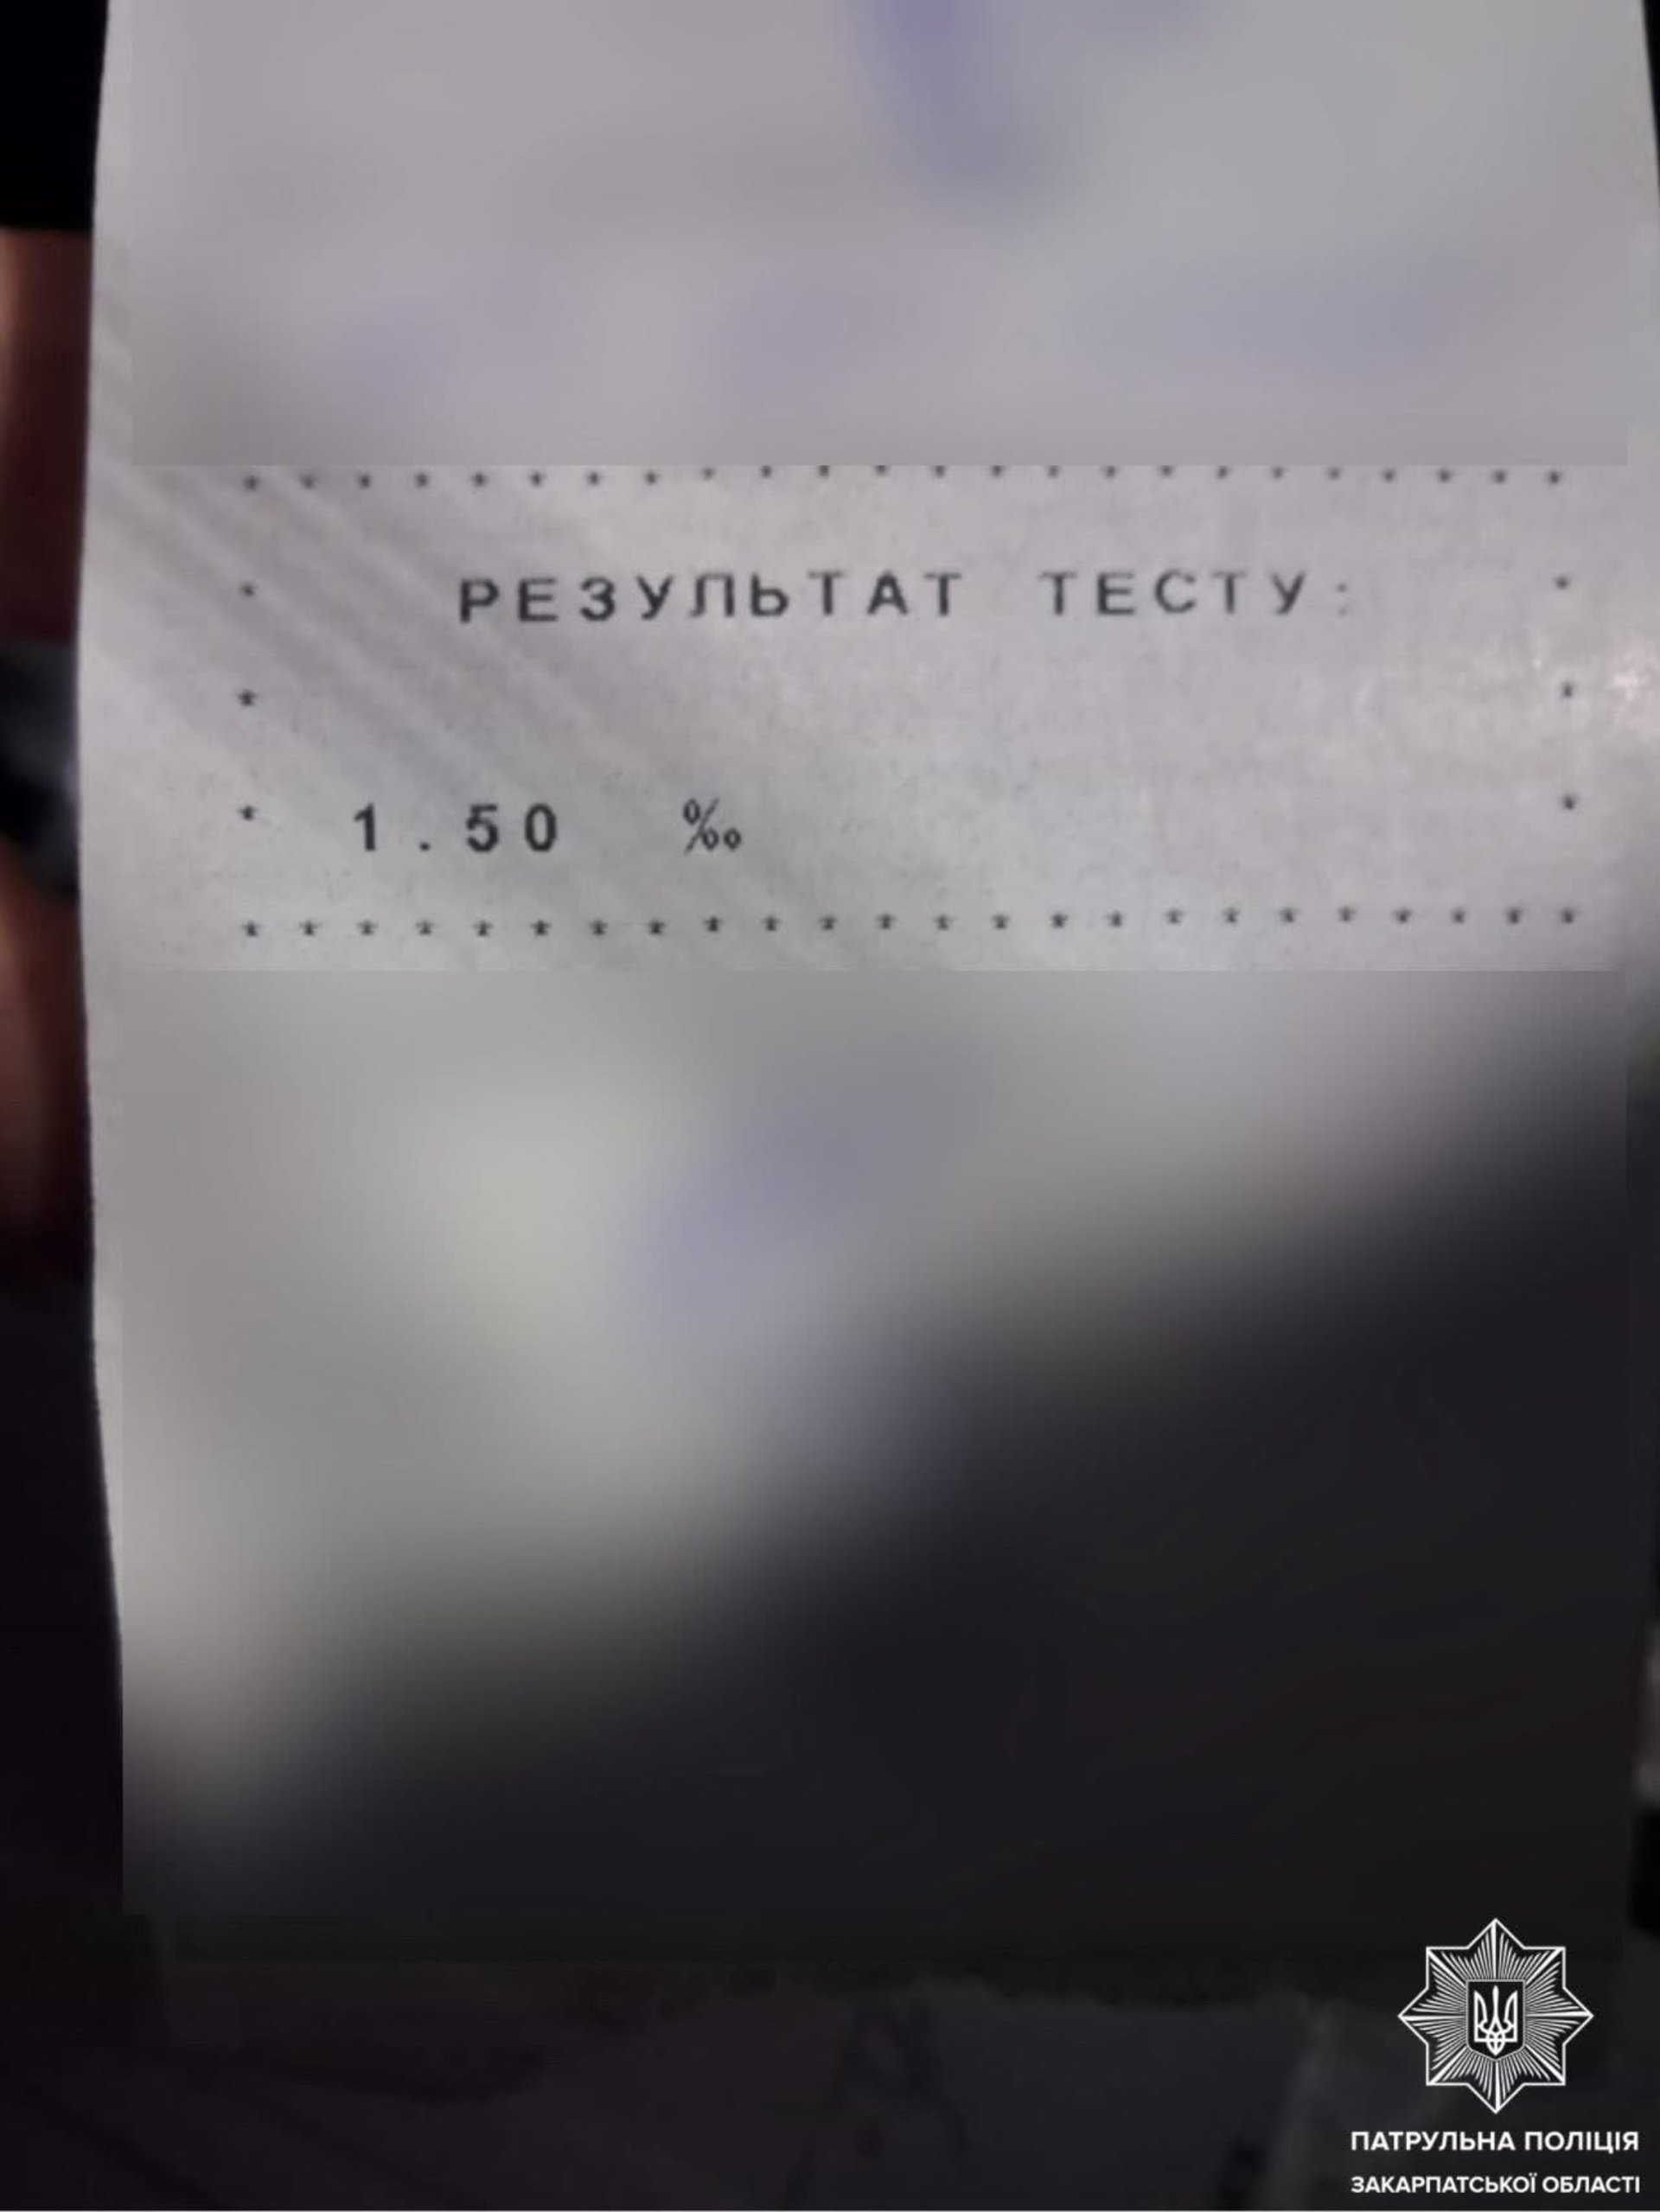 * * * * * * * * * * * * * * * * * * * * * * * *
* РЕЗУЛЬТАТ ТЕСТУ: *
* *
* 1.50 ‰ *
* * * * * * * * * * * * * * * * * * * * * * * *
ПАТРУЛЬНА ПОЛІЦІЯ
ЗАКАРПАТСЬКОЇ ОБЛАСТІ